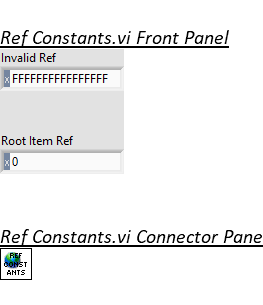 Ref Constants.vi Front Panel
Invalid Ref
x FFFFFFFFFFFFFFFF
Root Item Ref
x 0
Ref Constants.vi Connector Pane
REF
CONST
ANTS